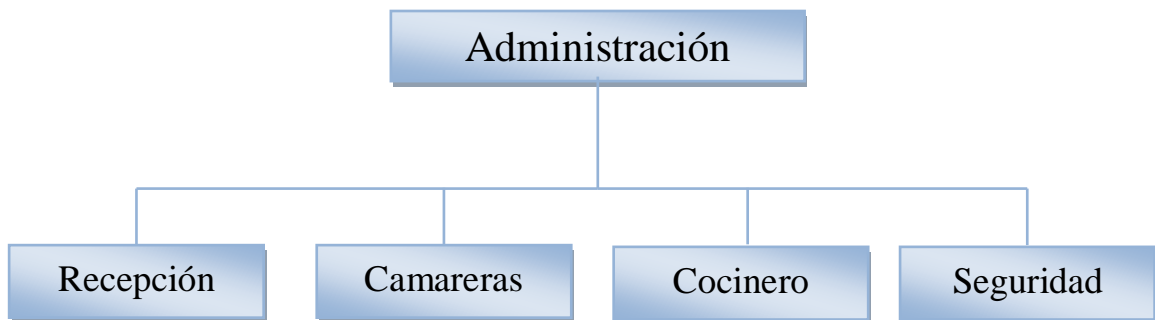 Administración
Recepción
Camareras
Cocinero
Seguridad